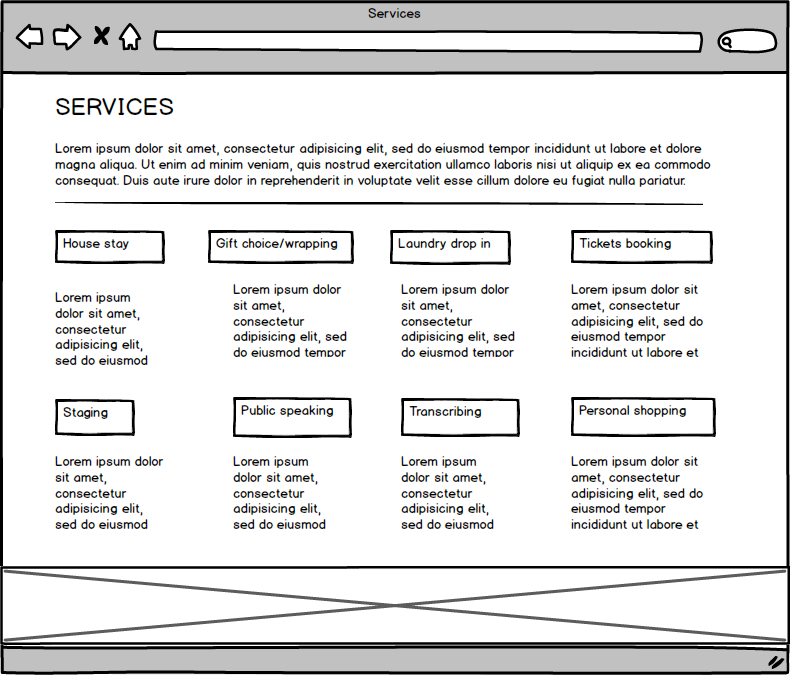 Services
SERVICES
Lorem ipsum dolor sit amet, consectetur adipisicing elit, sed do eiusmod tempor incididunt ut labore et dolore
magna aliqua. Ut enim ad minim veniam, quis nostrud exercitation ullamco laboris nisi ut aliquip ex ea commodo
consequat. Duis aute irure dolor in reprehenderit in voluptate velit esse cillum dolore eu fugiat nulla pariatur.
House stay
Lorem ipsum
dolor sit amet,
consectetur
adipisicing elit,
sed do eiusmod
Gift choice/wrapping
Lorem ipsum dolor
sit amet,
consectetur
adipisicing elit, sed
do eiusmod tempor
Laundry drop in
Lorem ipsum dolor
sit amet,
consectetur
adipisicing elit, sed
do eiusmod tempor
Tickets booking
Lorem ipsum dolor sit
amet, consectetur
adipisicing elit, sed do
eiusmod tempor
incididunt ut labore et
Staging
Lorem ipsum dolor
sit amet,
consectetur
adipisicing elit,
sed do eiusmod
Public speaking
Lorem ipsum
dolor sit amet,
consectetur
adipisicing elit,
sed do eiusmod
Transcribing
Lorem ipsum
dolor sit amet,
consectetur
adipisicing elit,
sed do eiusmod
Personal shopping
Lorem ipsum dolor sit
amet, consectetur
adipisicing elit, sed do
eiusmod tempor
incididunt ut labore et